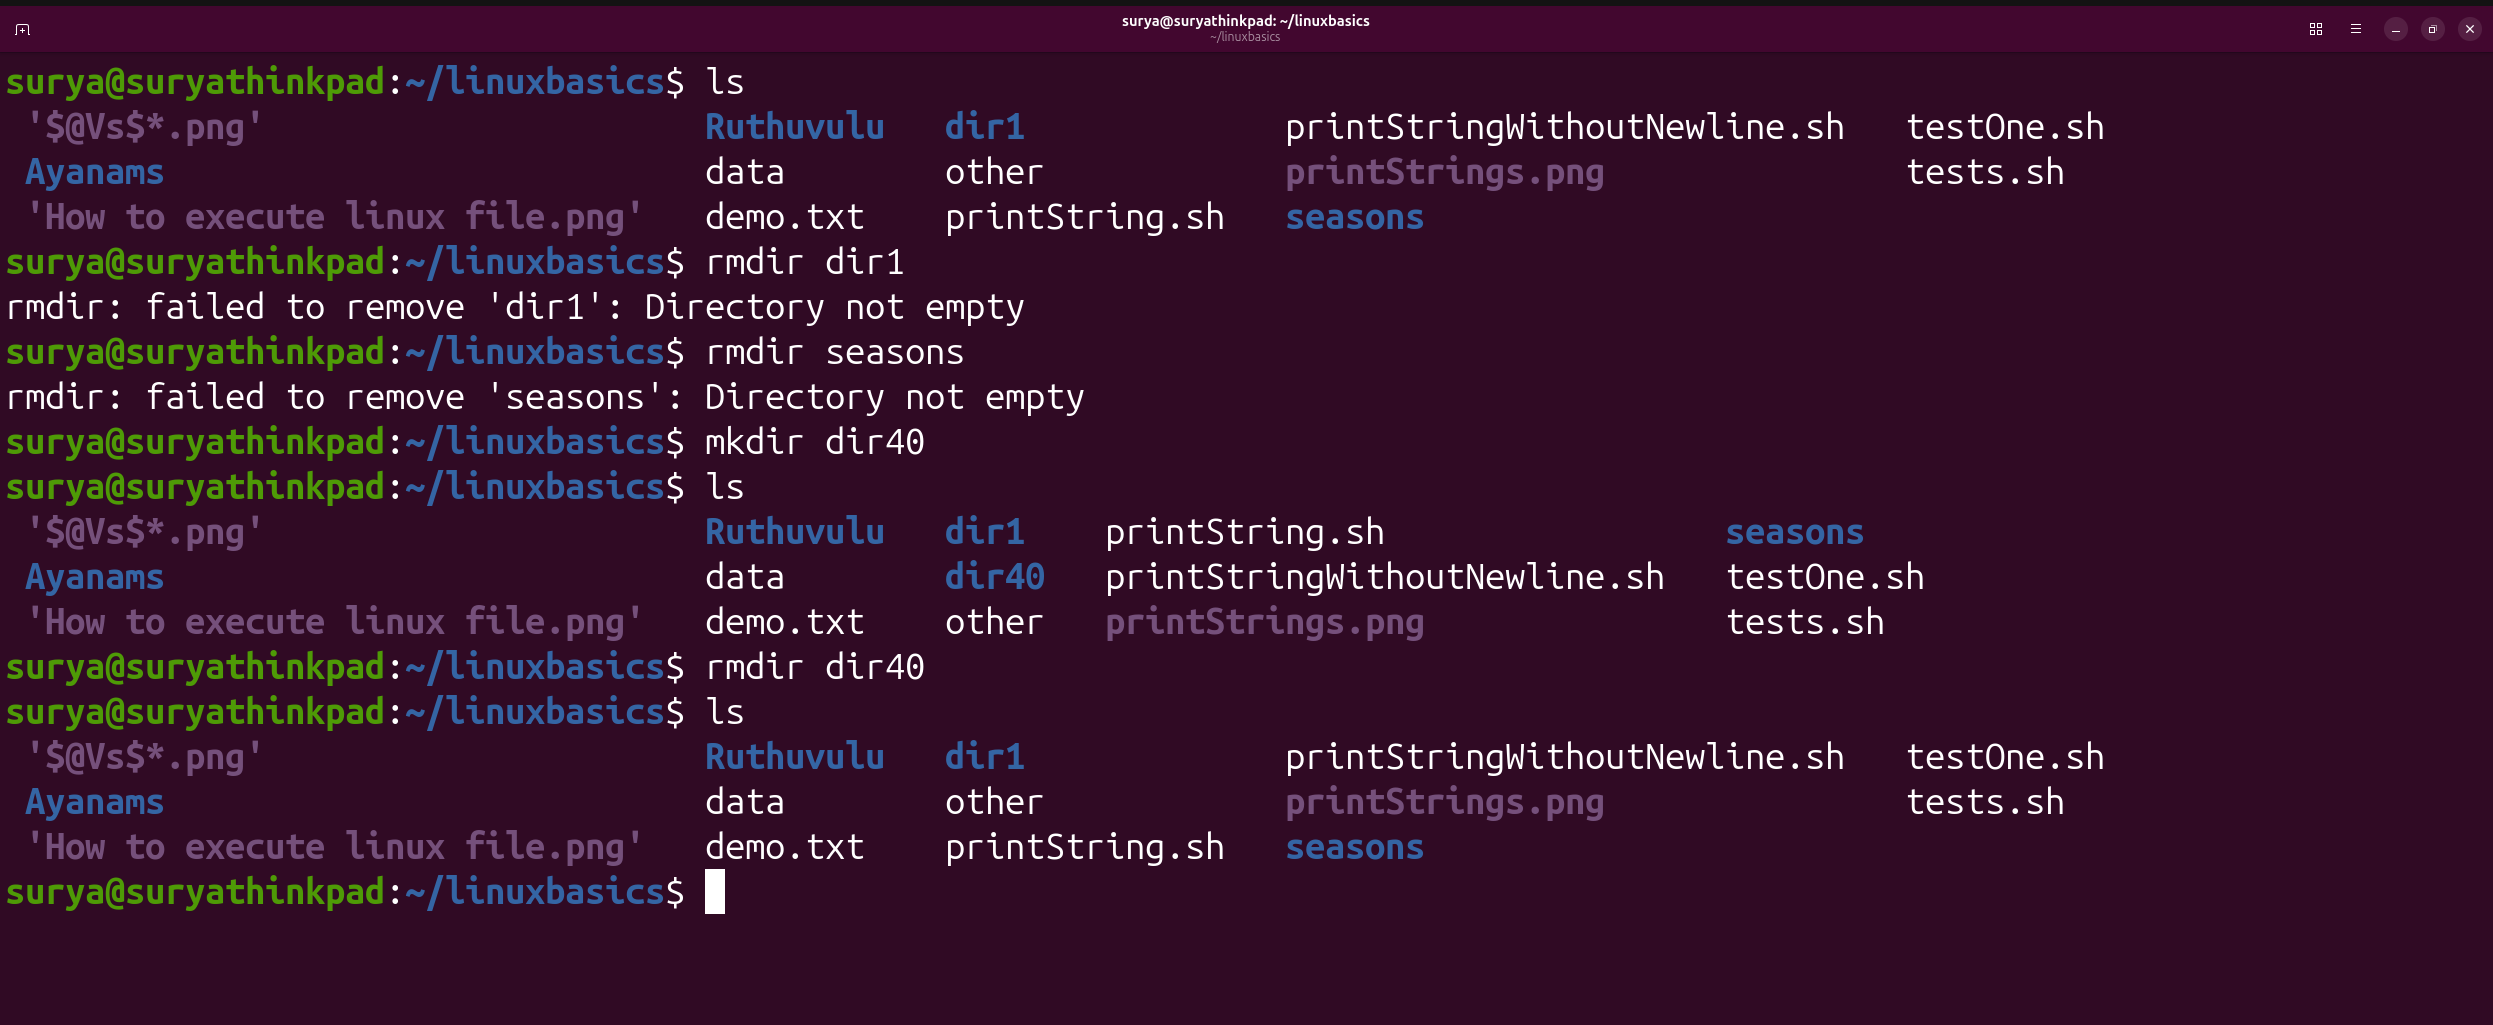 surya@suryathinkpad: ~/linuxbasics
~/linuxbasics
surya@suryathinkpad:~/linuxbasics$ ls
'$@Vs$*.png' Ruthuvulu dir1 printStringWithoutNewline.sh testOne.sh
Ayanams data other printStrings.png tests.sh
'How to execute linux file.png' demo.txt printString.sh seasons
surya@suryathinkpad:~/linuxbasics$ rmdir dir1
rmdir: failed to remove 'dir1': Directory not empty
surya@suryathinkpad:~/linuxbasics$ rmdir seasons
rmdir: failed to remove 'seasons': Directory not empty
surya@suryathinkpad:~/linuxbasics$ mkdir dir40
surya@suryathinkpad:~/linuxbasics$ ls
'$@Vs$*.png' Ruthuvulu dir1 printString.sh seasons
Ayanams data dir40 printStringWithoutNewline.sh testOne.sh
'How to execute linux file.png' demo.txt other printStrings.png tests.sh
surya@suryathinkpad:~/linuxbasics$ rmdir dir40
surya@suryathinkpad:~/linuxbasics$ ls
'$@Vs$*.png' Ruthuvulu dir1 printStringWithoutNewline.sh testOne.sh
Ayanams data other printStrings.png tests.sh
'How to execute linux file.png' demo.txt printString.sh seasons
surya@suryathinkpad:~/linuxbasics$